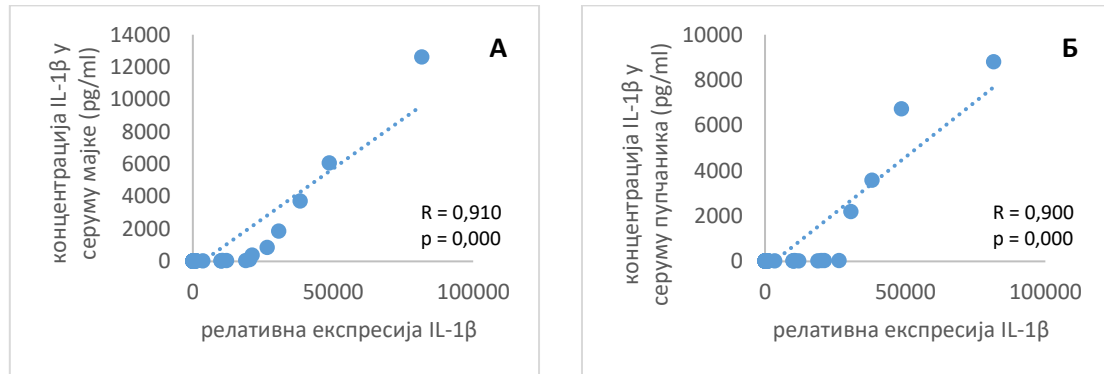 А
концентрација IL-1β у
серуму мајке (pg/ml)
14000
12000
10000
8000
6000
4000
2000
0
R = 0,910
p = 0,000
0
50000
100000
релативна експресија IL-1β
Б
концентрација IL-1β у
серуму пупчаника (pg/ml)
10000
8000
6000
4000
2000
0
R = 0,900
p = 0,000
0
50000
100000
релативна експресија IL-1β